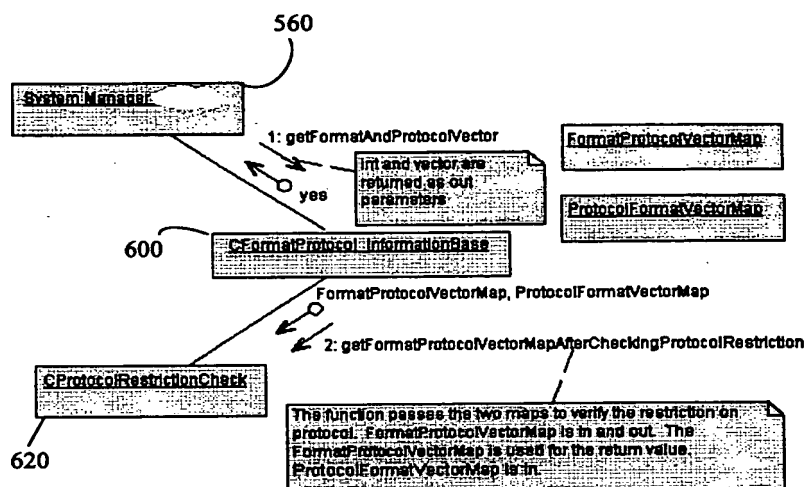 560
System Manager
1: getFormatAndProtocolVector
FormatProtocolVectorMap
Int and vector are
returned as out
parameters
yes
ProtocolFormatVectorMap
600
CFormatProtocol_InformationBase
FormatProtocolVectorMap, ProtocolFormatVectorMap
2: getFormatProtocolVectorMapAfterCheckingProtocolRestriction
CProtocolRestrictionCheck
The function passes the two maps to verify the restriction on
protocol. FormatProtocolVectorMap is in and out. The
FormatProtocolVectorMap is used for the return value.
ProtocolFormatVectorMap is in.
620